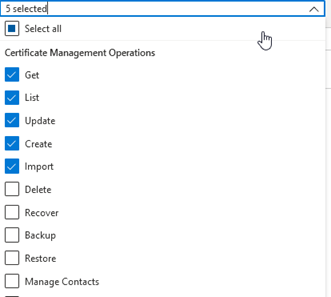 5 selected
Select all
Certificate Management Operations
Get
List
Update
Create
Import
Delete
Recover
Backup
Restore
Manage Contacts